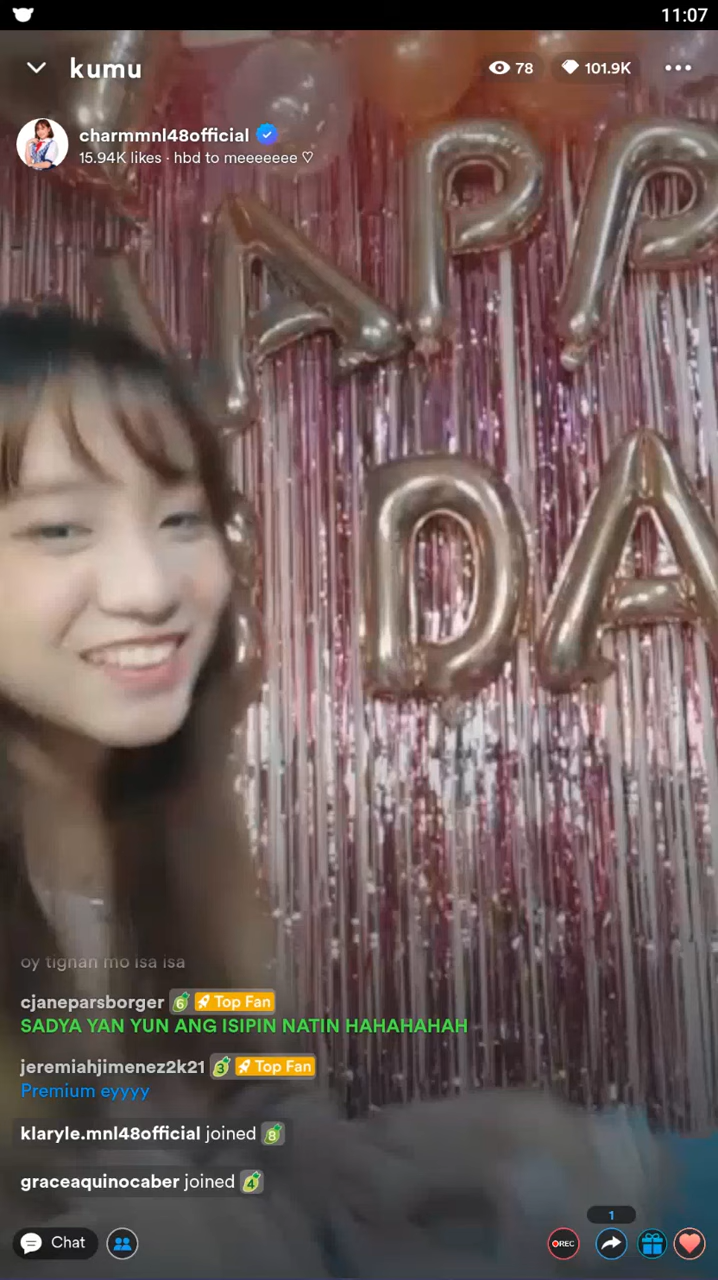 11:07
kumu
78
101.9K
charmmnl48official
15.94K likes · hbd to meeeeeee ♡
APP
DA
oy tignan mo isa isa
cjaneparsborger 6 Top Fan
SADYA YAN YUN ANG ISIPIN NATIN HAHAHAHAH
jeremiahjimenez2k21 3 Top Fan
Premium eyyyy
klaryle.mnl48official joined 8
graceaquinocaber joined 4
1
Chat
REC